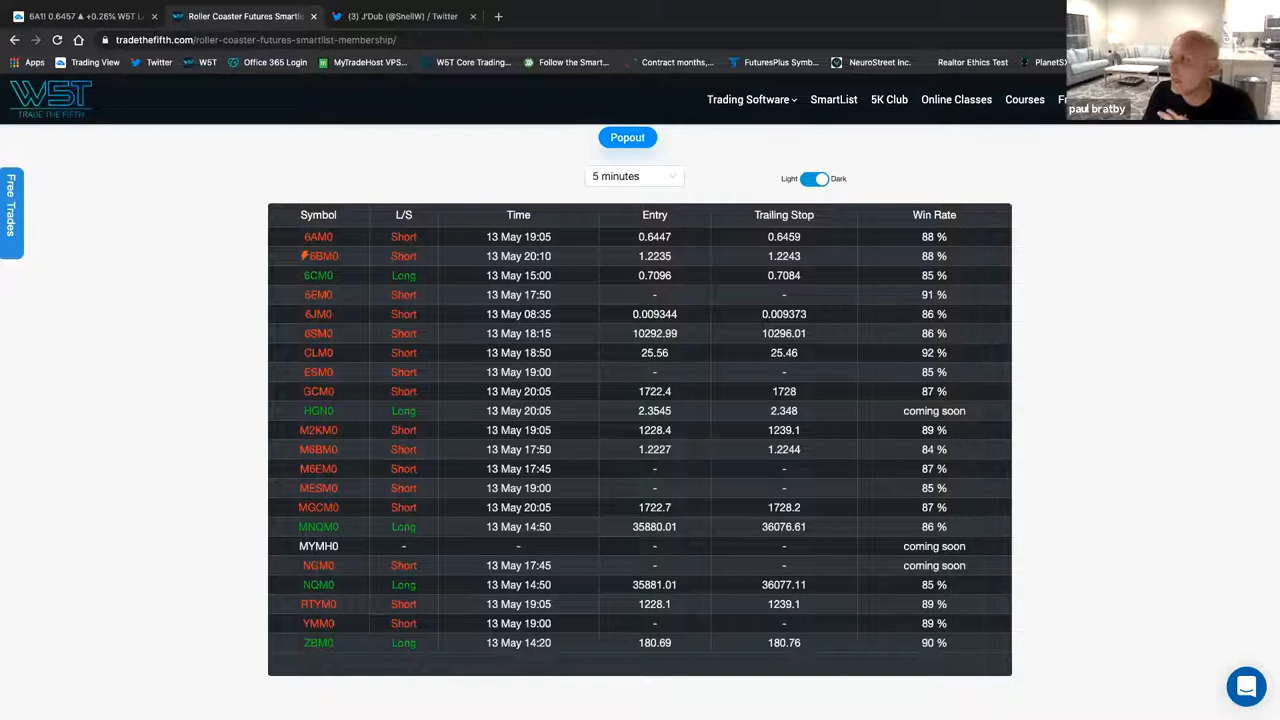 6A1! 0.6457 ▲ +0.26% W5T L
Roller Coaster Futures Smartlis
(3) J'Dub (@SnellW) / Twitter
tradethefifth.com/roller-coaster-futures-smartlist-membership/
Apps
Trading View
Twitter
W5T
Office 365 Login
MyTradeHost VPS...
Covel | Trading...
Follow the Smart...
Contract months,...
FuturesPlus Symb...
NeuronStreet Inc.
Realtor Ethics Test
PlanetS
W5T
TRADE THE FIFTH
Trading Software
SmartList
5K Club
Online Classes
Courses
paul bratby
Popout
5 minutes
Light
Dark
Free Trades
Symbol L/S Time Entry Trailing Stop Win Rate
6AM0 Short 13 May 19:05 0.6447 0.6459 88 %
6BM0 Short 13 May 20:10 1.2235 1.2243 88 %
6CM0 Long 13 May 15:00 0.7096 0.7084 85 %
6EM0 Short 13 May 17:50 - - 91 %
6JM0 Short 13 May 08:35 0.009344 0.009373 86 %
6SM0 Short 13 May 18:15 10292.99 10296.01 86 %
CLM0 Short 13 May 18:50 25.56 25.46 92 %
ESM0 Short 13 May 19:00 - - 85 %
GCM0 Short 13 May 20:05 1722.4 1728 87 %
HGN0 Long 13 May 20:05 2.3545 2.348 coming soon
M2KM0 Short 13 May 19:05 1228.4 1239.1 89 %
M6BM0 Short 13 May 17:50 1.2227 1.2244 84 %
M6EM0 Short 13 May 17:45 - - 87 %
MESM0 Short 13 May 19:00 - - 85 %
MGCM0 Short 13 May 20:05 1722.7 1728.2 87 %
MNQM0 Long 13 May 14:50 35880.01 36076.61 86 %
MYMH0 - - - - coming soon
NGM0 Short 13 May 17:45 - - coming soon
NQM0 Long 13 May 14:50 35881.01 36077.11 85 %
RTYM0 Short 13 May 19:05 1228.1 1239.1 89 %
YMM0 Short 13 May 19:00 - - 89 %
ZBM0 Long 13 May 14:20 180.69 180.76 90 %